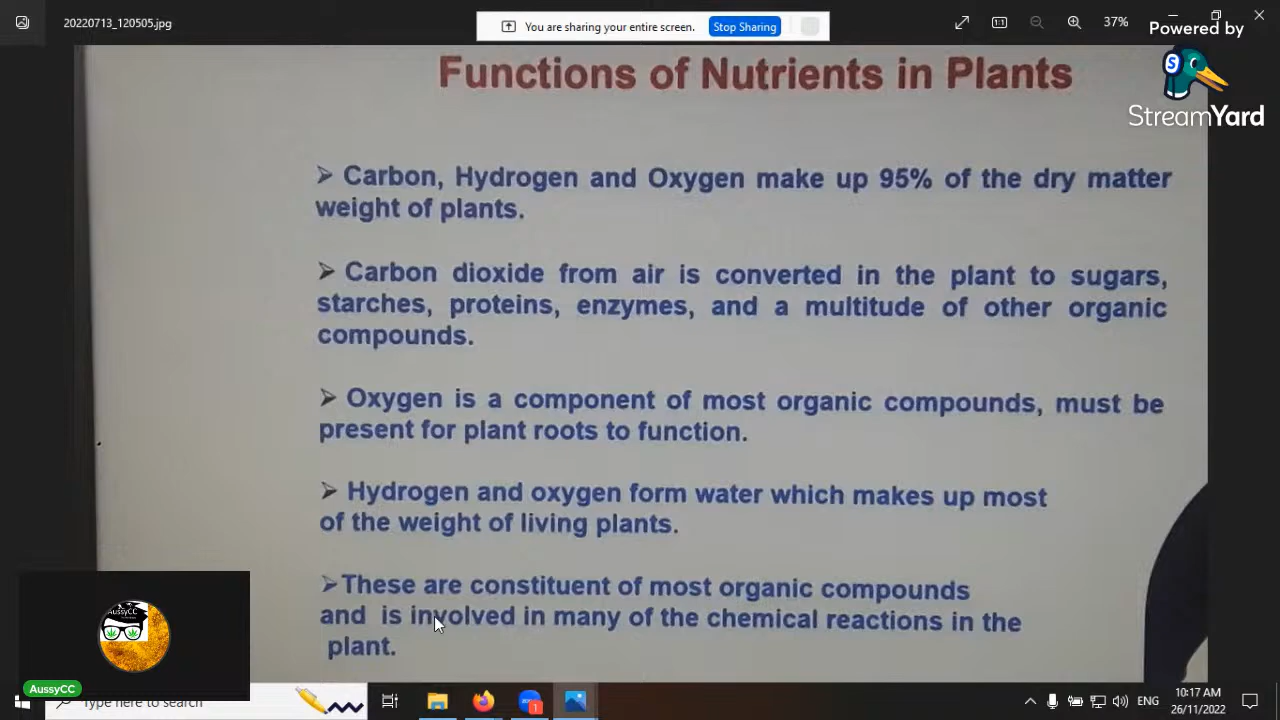 20220713_120505.jpg
You are sharing your entire screen. Stop Sharing
1:1
37%
Powered by
StreamYard
Functions of Nutrients in Plants
➢ Carbon, Hydrogen and Oxygen make up 95% of the dry matter
weight of plants.
➢ Carbon dioxide from air is converted in the plant to sugars,
starches, proteins, enzymes, and a multitude of other organic
compounds.
➢ Oxygen is a component of most organic compounds, must be
present for plant roots to function.
➢ Hydrogen and oxygen form water which makes up most
of the weight of living plants.
➢These are constituent of most organic compounds
and is involved in many of the chemical reactions in the
plant.
AussyCC
AussyCC
Type here to search
1
ENG
10:17 AM
26/11/2022